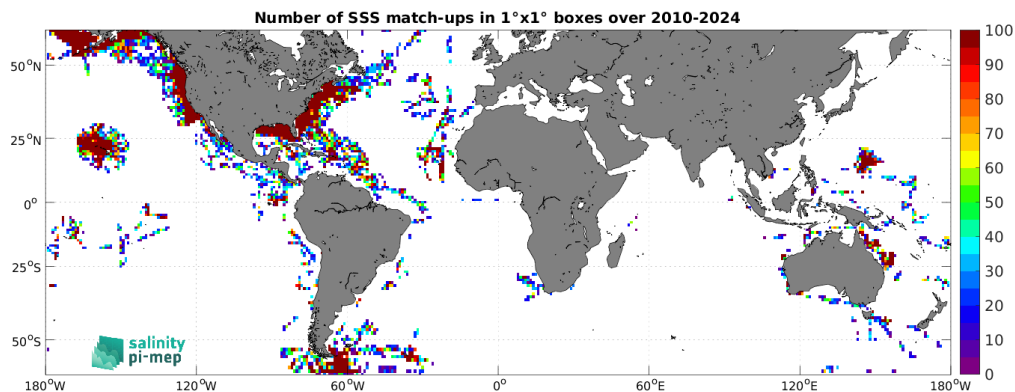 Number of SSS match-ups in 1°x1° boxes over 2010-2024
50°N
25°N
0°
25°S
50°S
180°W 120°W 60°W 0° 60°E 120°E 180°W
100
90
80
70
60
50
40
30
20
10
0
salinity
pi-mep